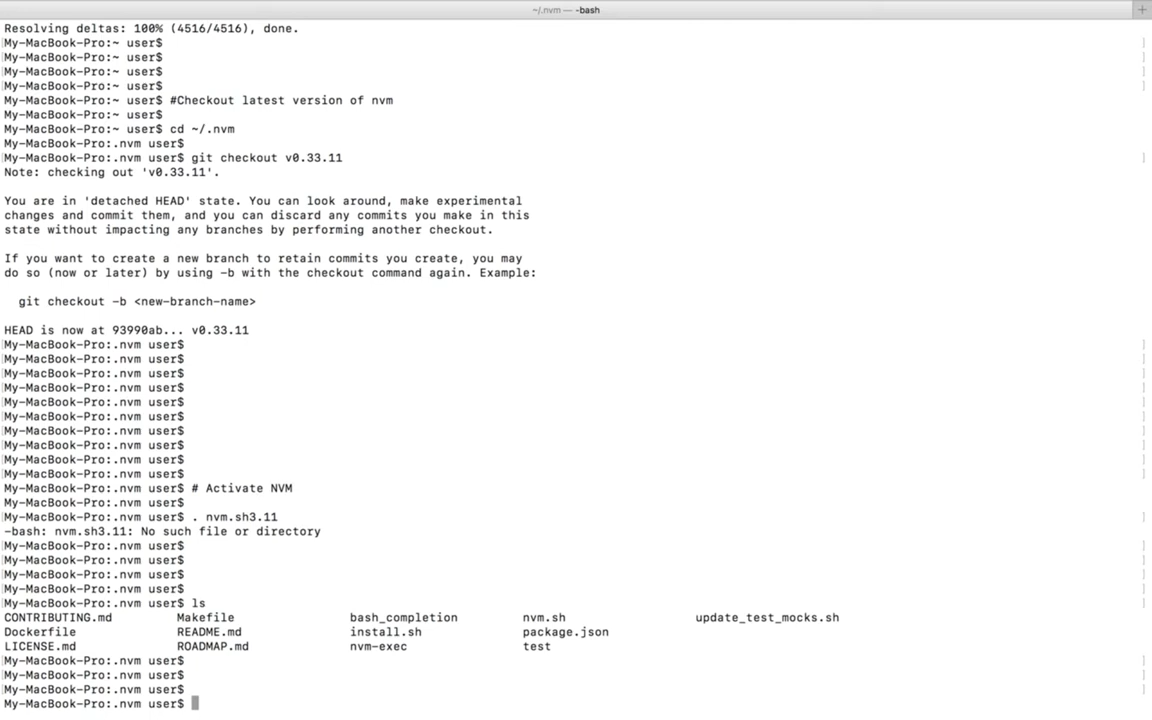 ~/.nvm — -bash
Resolving deltas: 100% (4516/4516), done.
My-MacBook-Pro:~ user$
My-MacBook-Pro:~ user$
My-MacBook-Pro:~ user$
My-MacBook-Pro:~ user$
My-MacBook-Pro:~ user$ #Checkout latest version of nvm
My-MacBook-Pro:~ user$
My-MacBook-Pro:~ user$ cd ~/.nvm
My-MacBook-Pro:.nvm user$
My-MacBook-Pro:.nvm user$ git checkout v0.33.11
Note: checking out 'v0.33.11'.
You are in 'detached HEAD' state. You can look around, make experimental
changes and commit them, and you can discard any commits you make in this
state without impacting any branches by performing another checkout.
If you want to create a new branch to retain commits you create, you may
do so (now or later) by using -b with the checkout command again. Example:
git checkout -b <new-branch-name>
HEAD is now at 93990ab... v0.33.11
My-MacBook-Pro:.nvm user$
My-MacBook-Pro:.nvm user$
My-MacBook-Pro:.nvm user$
My-MacBook-Pro:.nvm user$
My-MacBook-Pro:.nvm user$
My-MacBook-Pro:.nvm user$
My-MacBook-Pro:.nvm user$
My-MacBook-Pro:.nvm user$
My-MacBook-Pro:.nvm user$
My-MacBook-Pro:.nvm user$
My-MacBook-Pro:.nvm user$ # Activate NVM
My-MacBook-Pro:.nvm user$
My-MacBook-Pro:.nvm user$ . nvm.sh3.11
-bash: nvm.sh3.11: No such file or directory
My-MacBook-Pro:.nvm user$
My-MacBook-Pro:.nvm user$
My-MacBook-Pro:.nvm user$
My-MacBook-Pro:.nvm user$
My-MacBook-Pro:.nvm user$ ls
CONTRIBUTING.md Makefile bash_completion nvm.sh update_test_mocks.sh
Dockerfile README.md install.sh package.json
LICENSE.md ROADMAP.md nvm-exec test
My-MacBook-Pro:.nvm user$
My-MacBook-Pro:.nvm user$
My-MacBook-Pro:.nvm user$
My-MacBook-Pro:.nvm user$